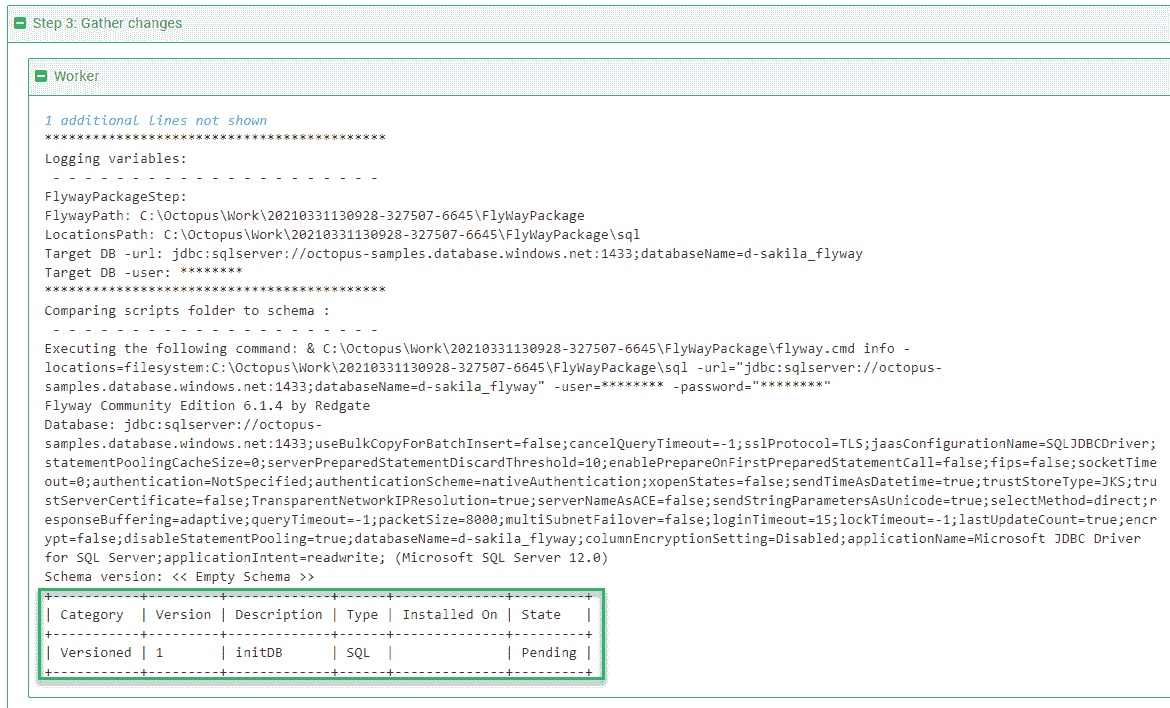 Step 3: Gather changes
Worker
1 additional lines not shown
*******************************************
Logging variables:
- - - - - - - - - - - - - - - - - - - - -
FlywayPackageStep:
FlywayPath: C:\Octopus\Work\20210331130928-327507-6645\FlyWayPackage
LocationsPath: C:\Octopus\Work\20210331130928-327507-6645\FlyWayPackage\sql
Target DB -url: jdbc:sqlserver://octopus-samples.database.windows.net:1433;databaseName=d-sakila_flyway
Target DB -user: ********
*******************************************
Comparing scripts folder to schema :
- - - - - - - - - - - - - - - - - - - - -
Executing the following command: & C:\Octopus\Work\20210331130928-327507-6645\FlyWayPackage\flyway.cmd info -
locations=filesystem:C:\Octopus\Work\20210331130928-327507-6645\FlyWayPackage\sql -url="jdbc:sqlserver://octopus-
samples.database.windows.net:1433;databaseName=d-sakila_flyway" -user=******** -password="********"
Flyway Community Edition 6.1.4 by Redgate
Database: jdbc:sqlserver://octopus-
samples.database.windows.net:1433;useBulkCopyForBatchInsert=false;cancelQueryTimeout=-1;sslProtocol=TLS;jaasConfigurationName=SQLJDBCDriver;
statementPoolingCacheSize=0;serverPreparedStatementDiscardThreshold=10;enablePrepareOnFirstPreparedStatementCall=false;fips=false;socketTime
out=0;authentication=NotSpecified;authenticationScheme=nativeAuthentication;xopenStates=false;sendTimeAsDatetime=true;trustStoreType=JKS;tru
stServerCertificate=false;TransparentNetworkIPResolution=true;serverNameAsACE=false;sendStringParametersAsUnicode=true;selectMethod=direct;r
esponseBuffering=adaptive;queryTimeout=-1;packetSize=8000;multiSubnetFailover=false;loginTimeout=15;lockTimeout=-1;lastUpdateCount=true;encr
ypt=false;disableStatementPooling=true;databaseName=d-sakila_flyway;columnEncryptionSetting=Disabled;applicationName=Microsoft JDBC Driver
for SQL Server;applicationIntent=readwrite; (Microsoft SQL Server 12.0)
Schema version: << Empty Schema >>
+-----------+---------+-------------+------+--------------+---------+
| Category  | Version | Description | Type | Installed On | State   |
+-----------+---------+-------------+------+--------------+---------+
| Versioned | 1       | initDB      | SQL  |              | Pending |
+-----------+---------+-------------+------+--------------+---------+